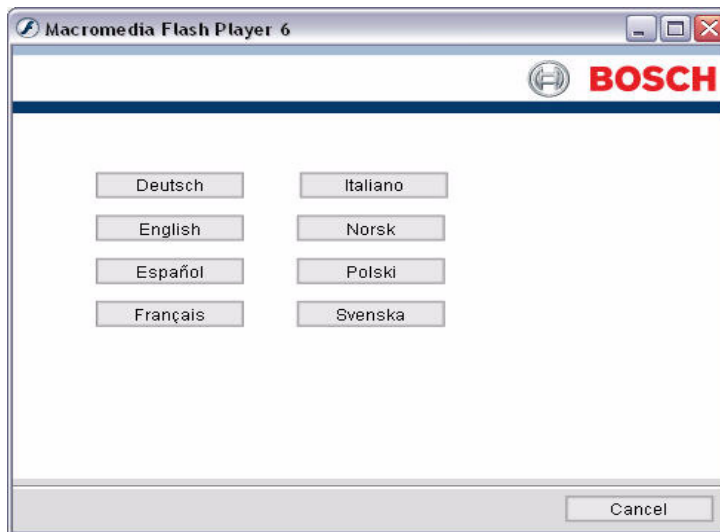 Macromedia Flash Player 6
BOSCH
Deutsch
Italiano
English
Norsk
Español
Polski
Français
Svenska
Cancel